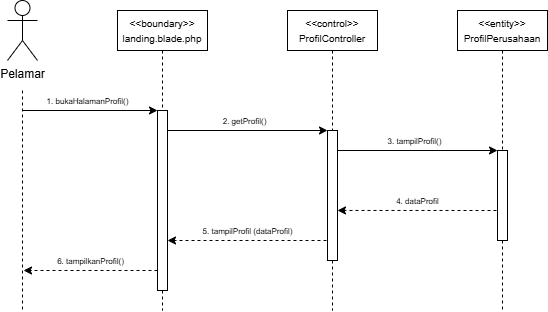 <<boundary>>
landing.blade.php
<<control>>
ProfilController
<<entity>>
ProfilPerusahaan
Pelamar
1. bukaHalamanProfil()
2. getProfil()
3. tampilProfil()
4. dataProfil
5. tampilProfil (dataProfil)
6. tampilkanProfil()